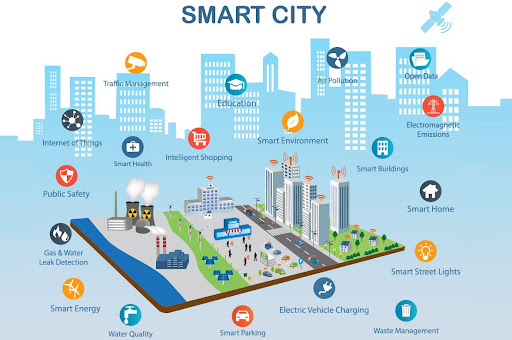 SMART CITY
Traffic Management
Education
Air Pollution
Open Data
Internet of Things
Smart Health
Intelligent Shopping
Smart Environment
Electromagnetic
Emissions
Smart Buildings
Public Safety
Smart Home
Gas & Water
Leak Detection
Smart Street Lights
Smart Energy
Water Quality
Smart Parking
Electric Vehicle Charging
Waste Management